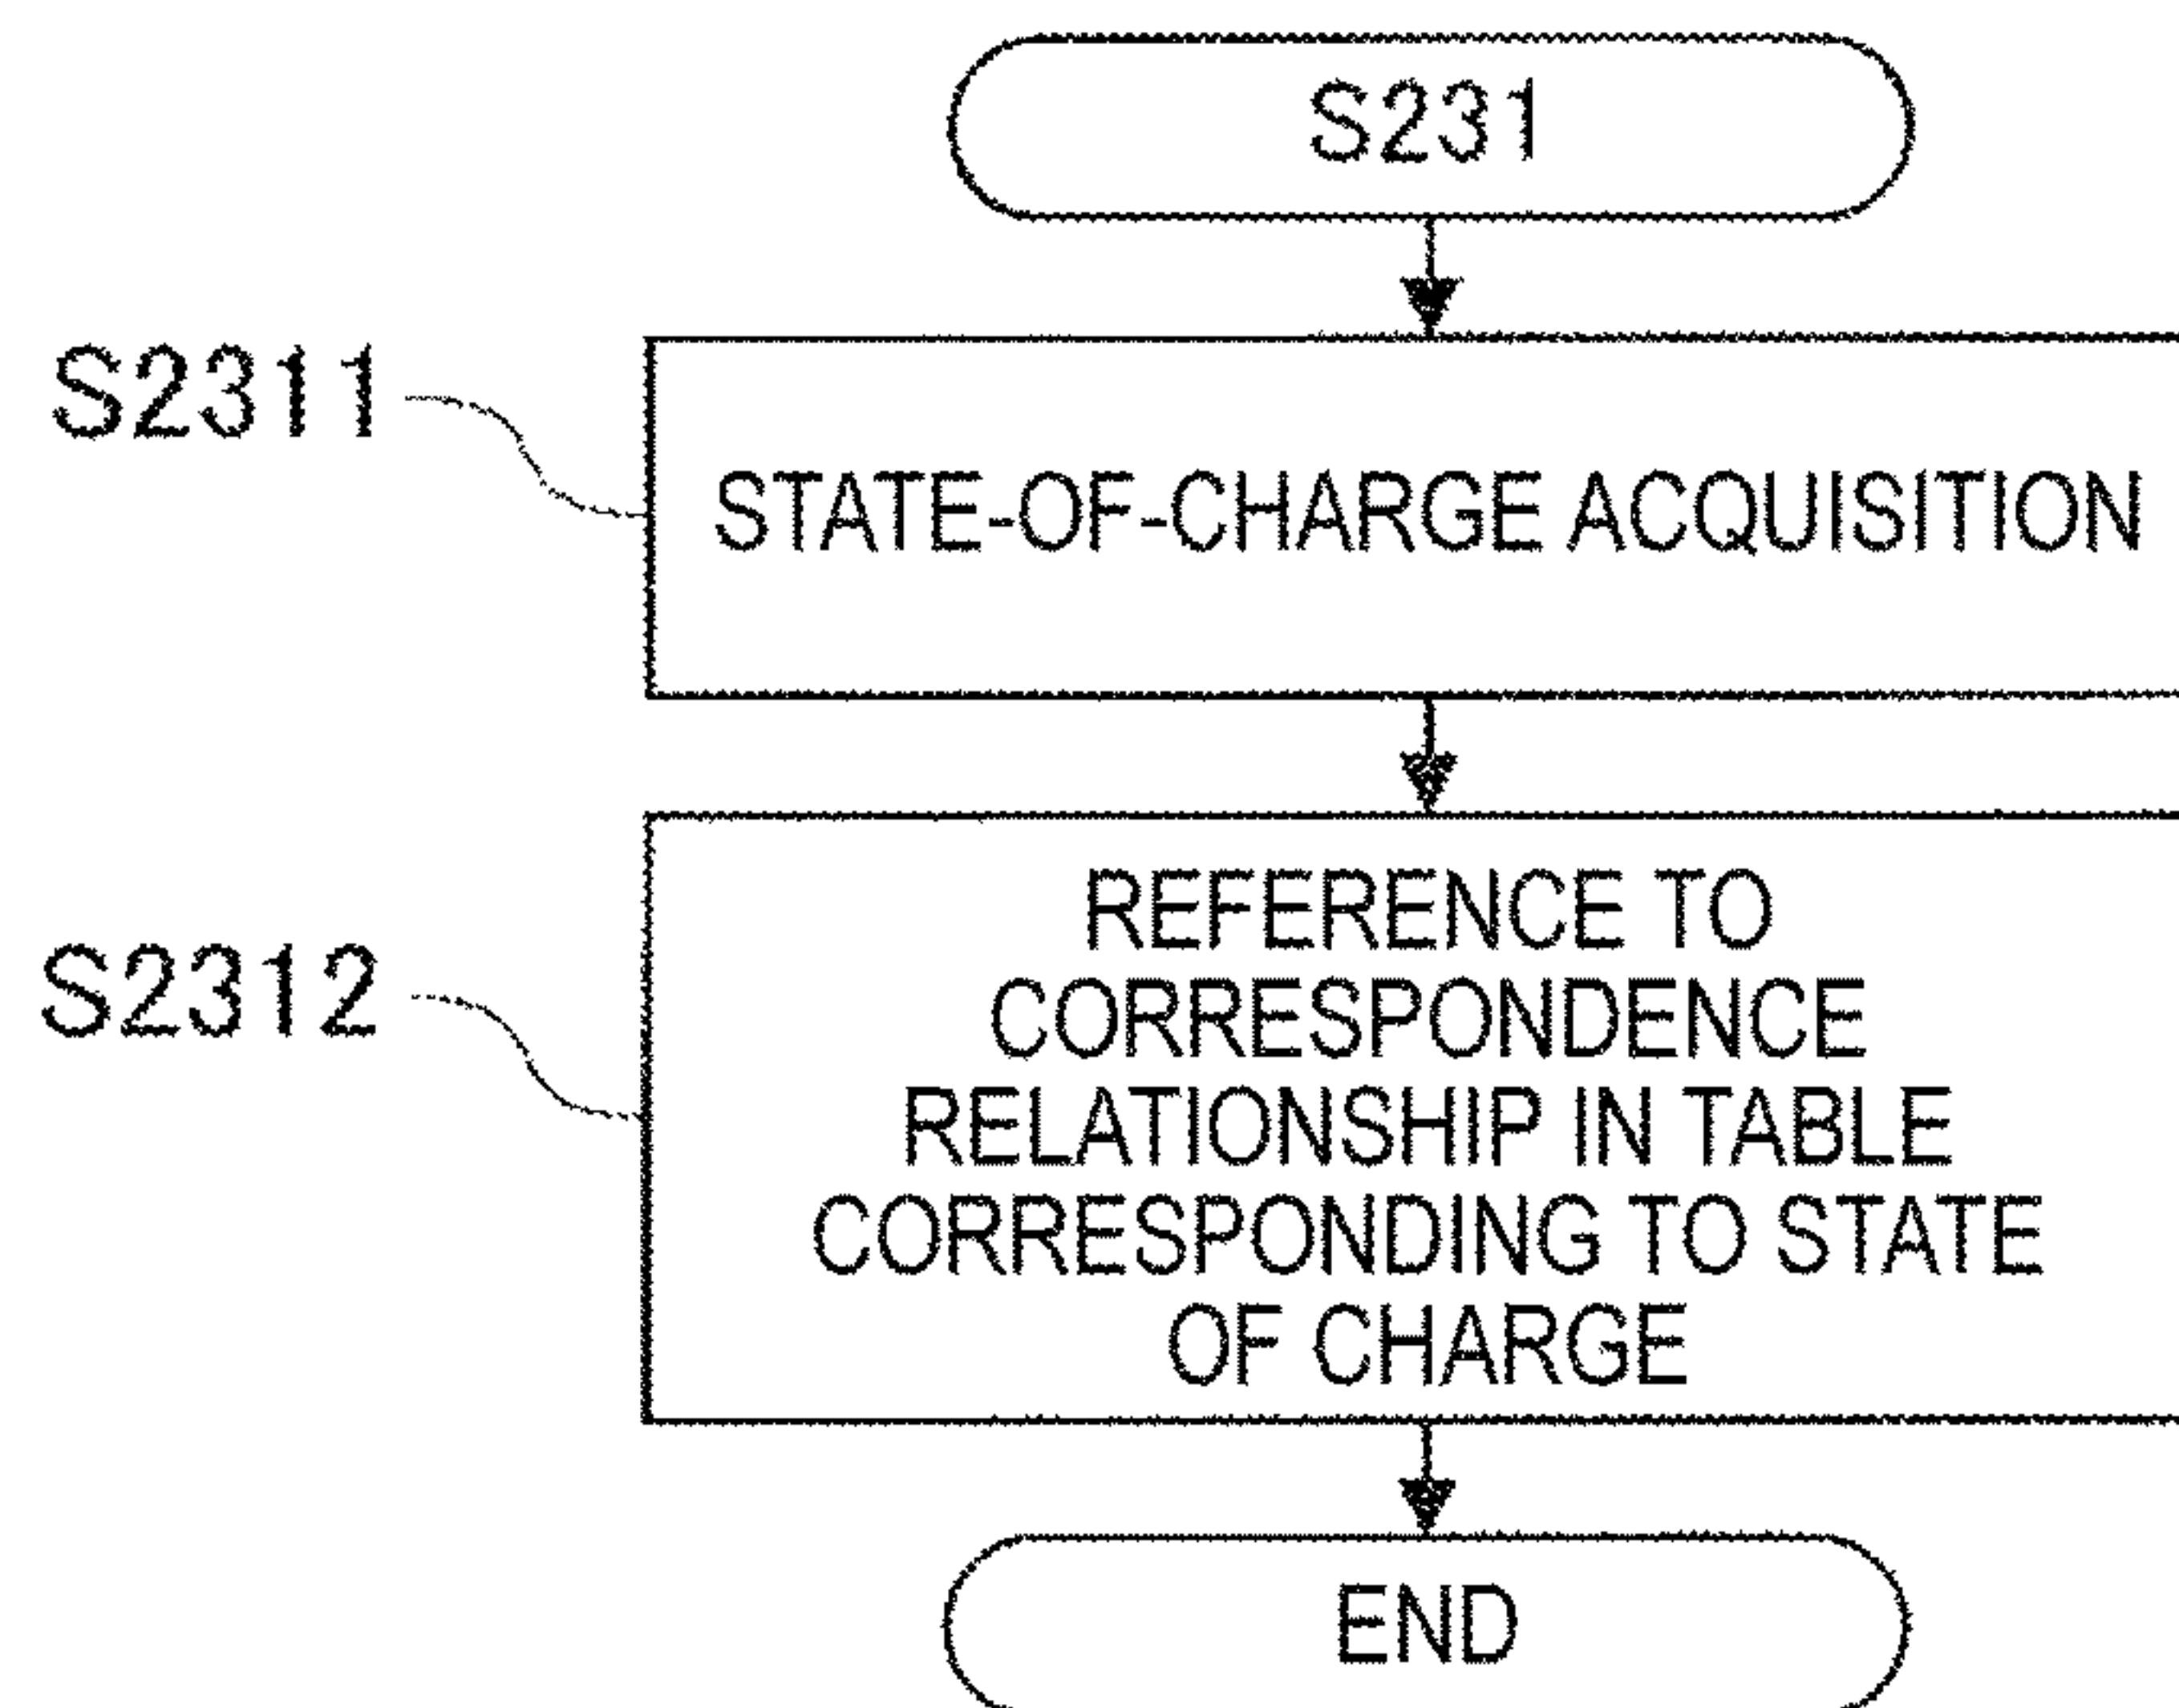 S231
S2311
STATE-OF-CHARGE ACQUISITION
S2312
REFERENCE TO
CORRESPONDENCE
RELATIONSHIP IN TABLE
CORRESPONDING TO STATE
OF CHARGE
END